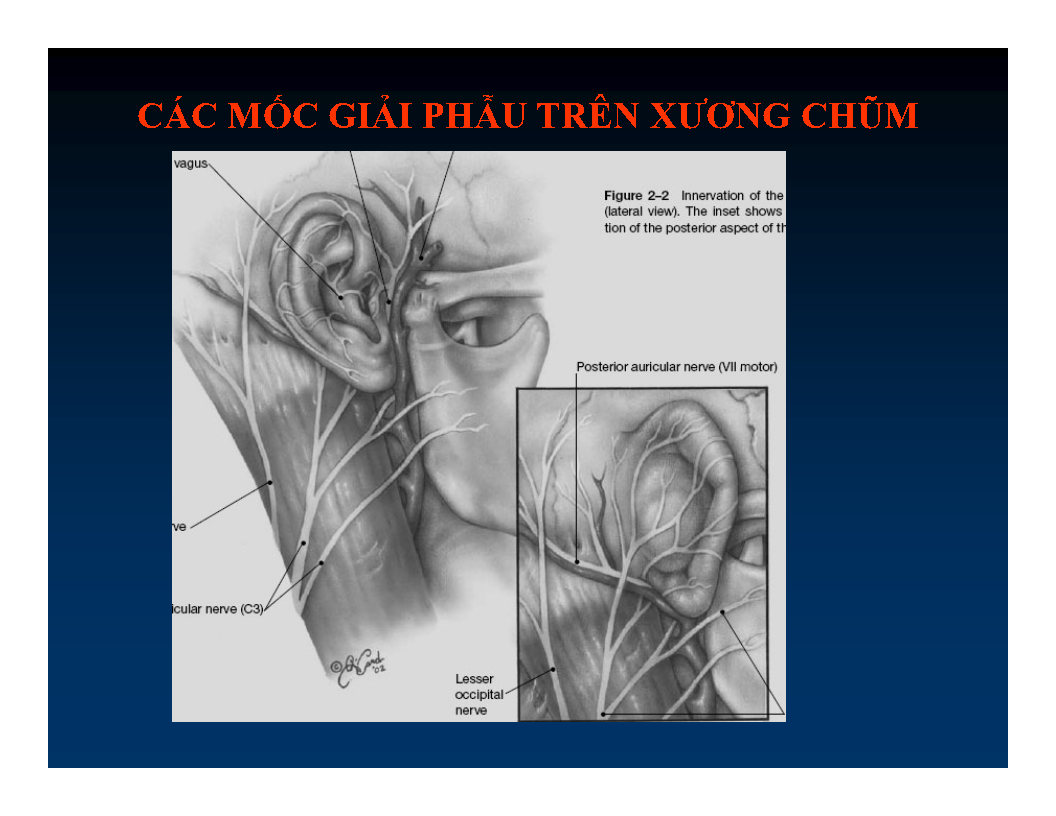 CÁC MỐC GIẢI PHẪU TRÊN XƯƠNG CHŨM
vagus
Figure 2–2 Innervation of the
(lateral view). The inset shows
tion of the posterior aspect of th
Posterior auricular nerve (VII motor)
rve
icular nerve (C3)
Lesser
occipital
nerve